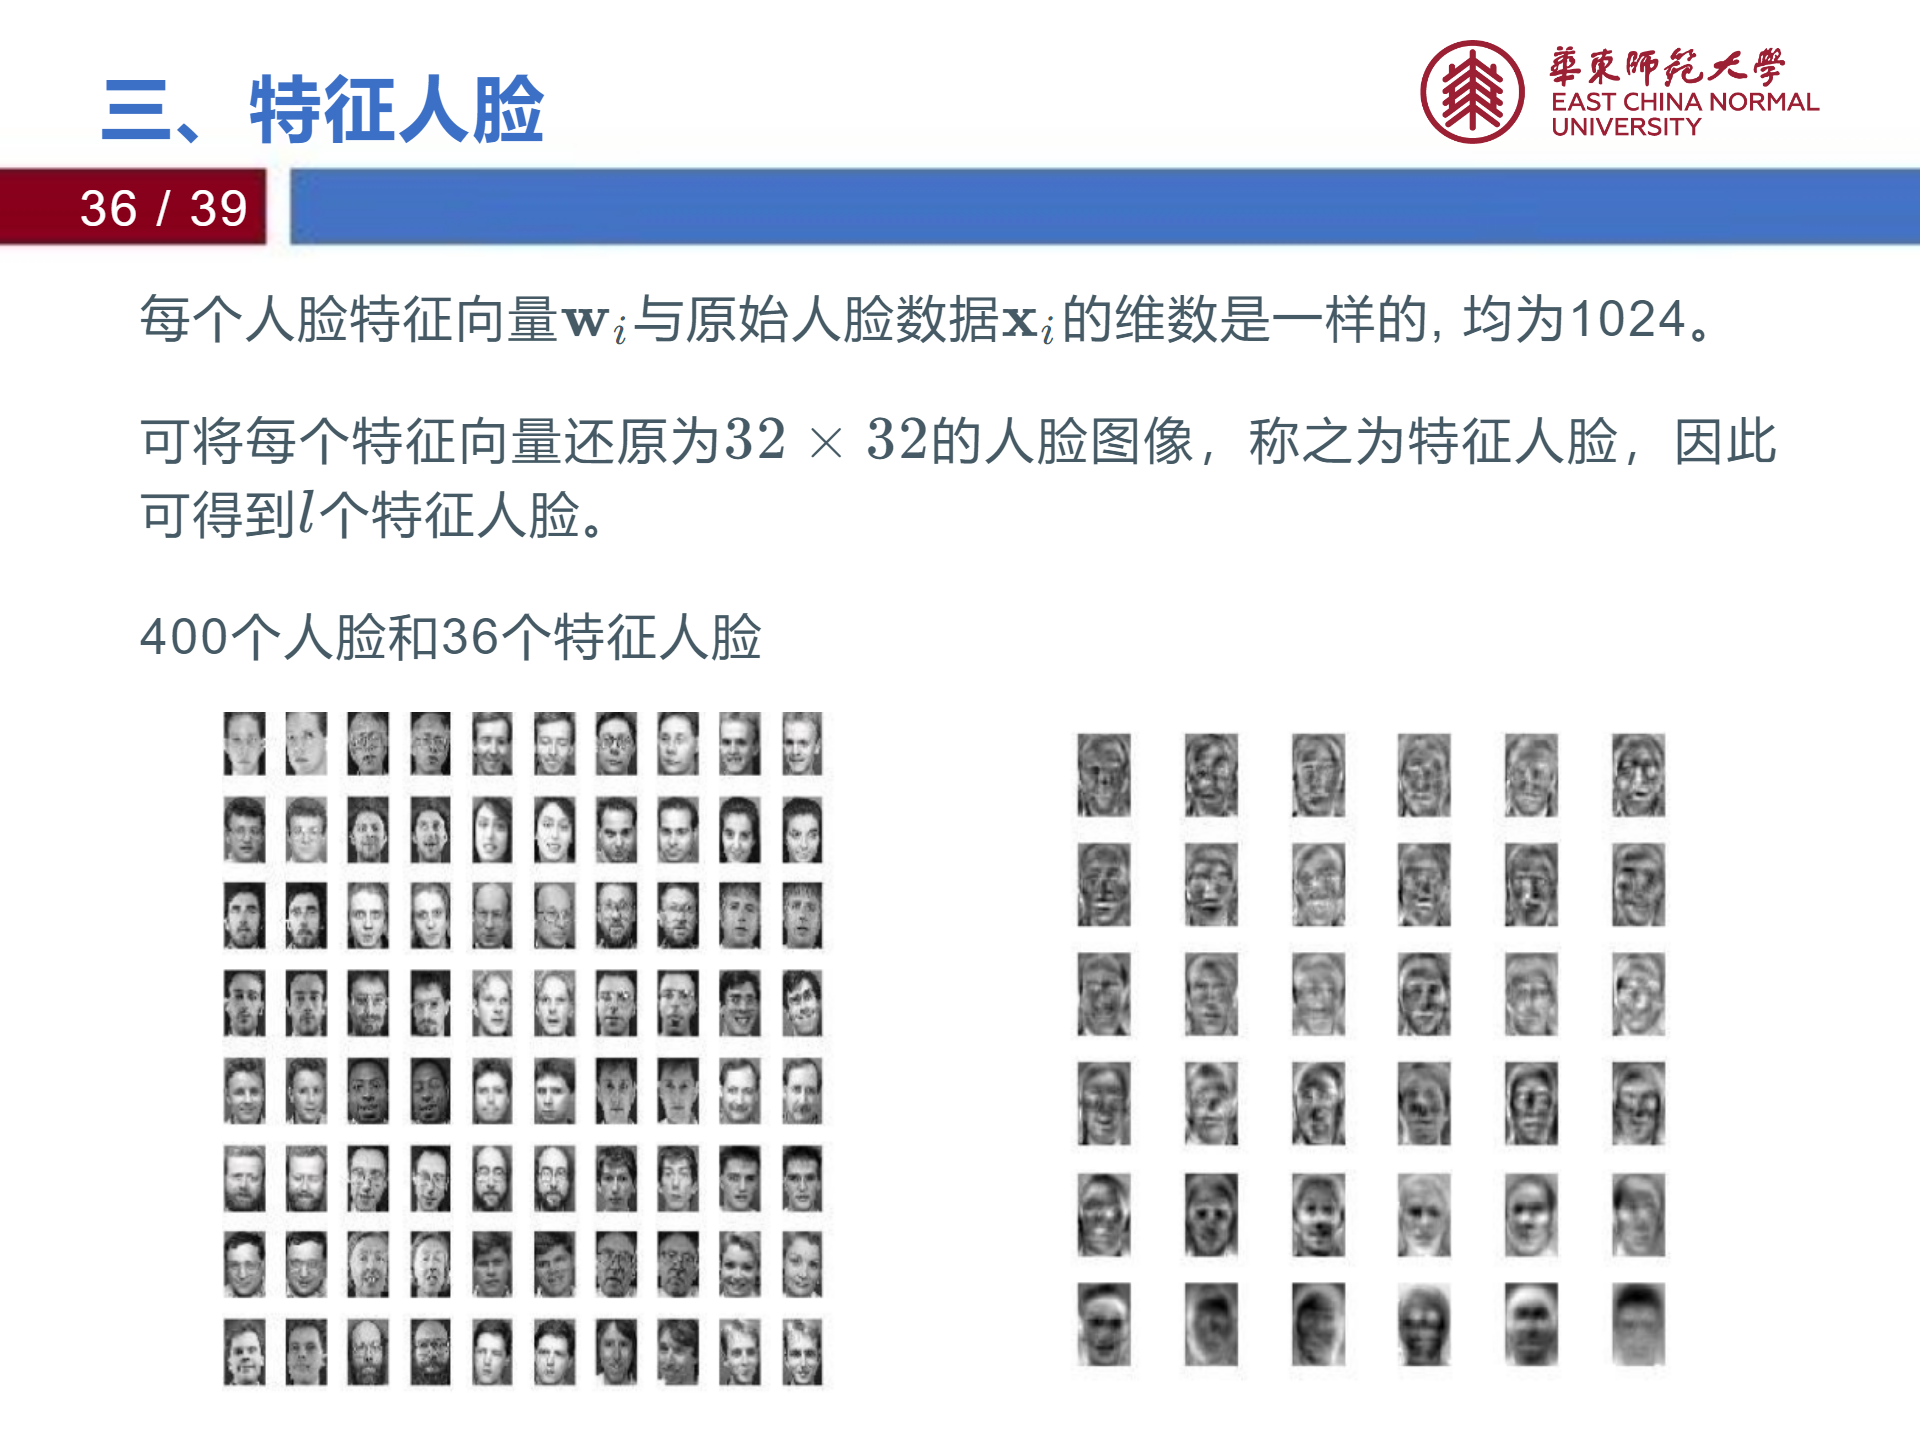 三、特征人脸
華東師範大學
EAST CHINA NORMAL
UNIVERSITY
36 / 39
每个人脸特征向量𝐰ᵢ与原始人脸数据𝐱ᵢ的维数是一样的, 均为1024。
可将每个特征向量还原为32 × 32的人脸图像，称之为特征人脸，因此
可得到l个特征人脸。
400个人脸和36个特征人脸